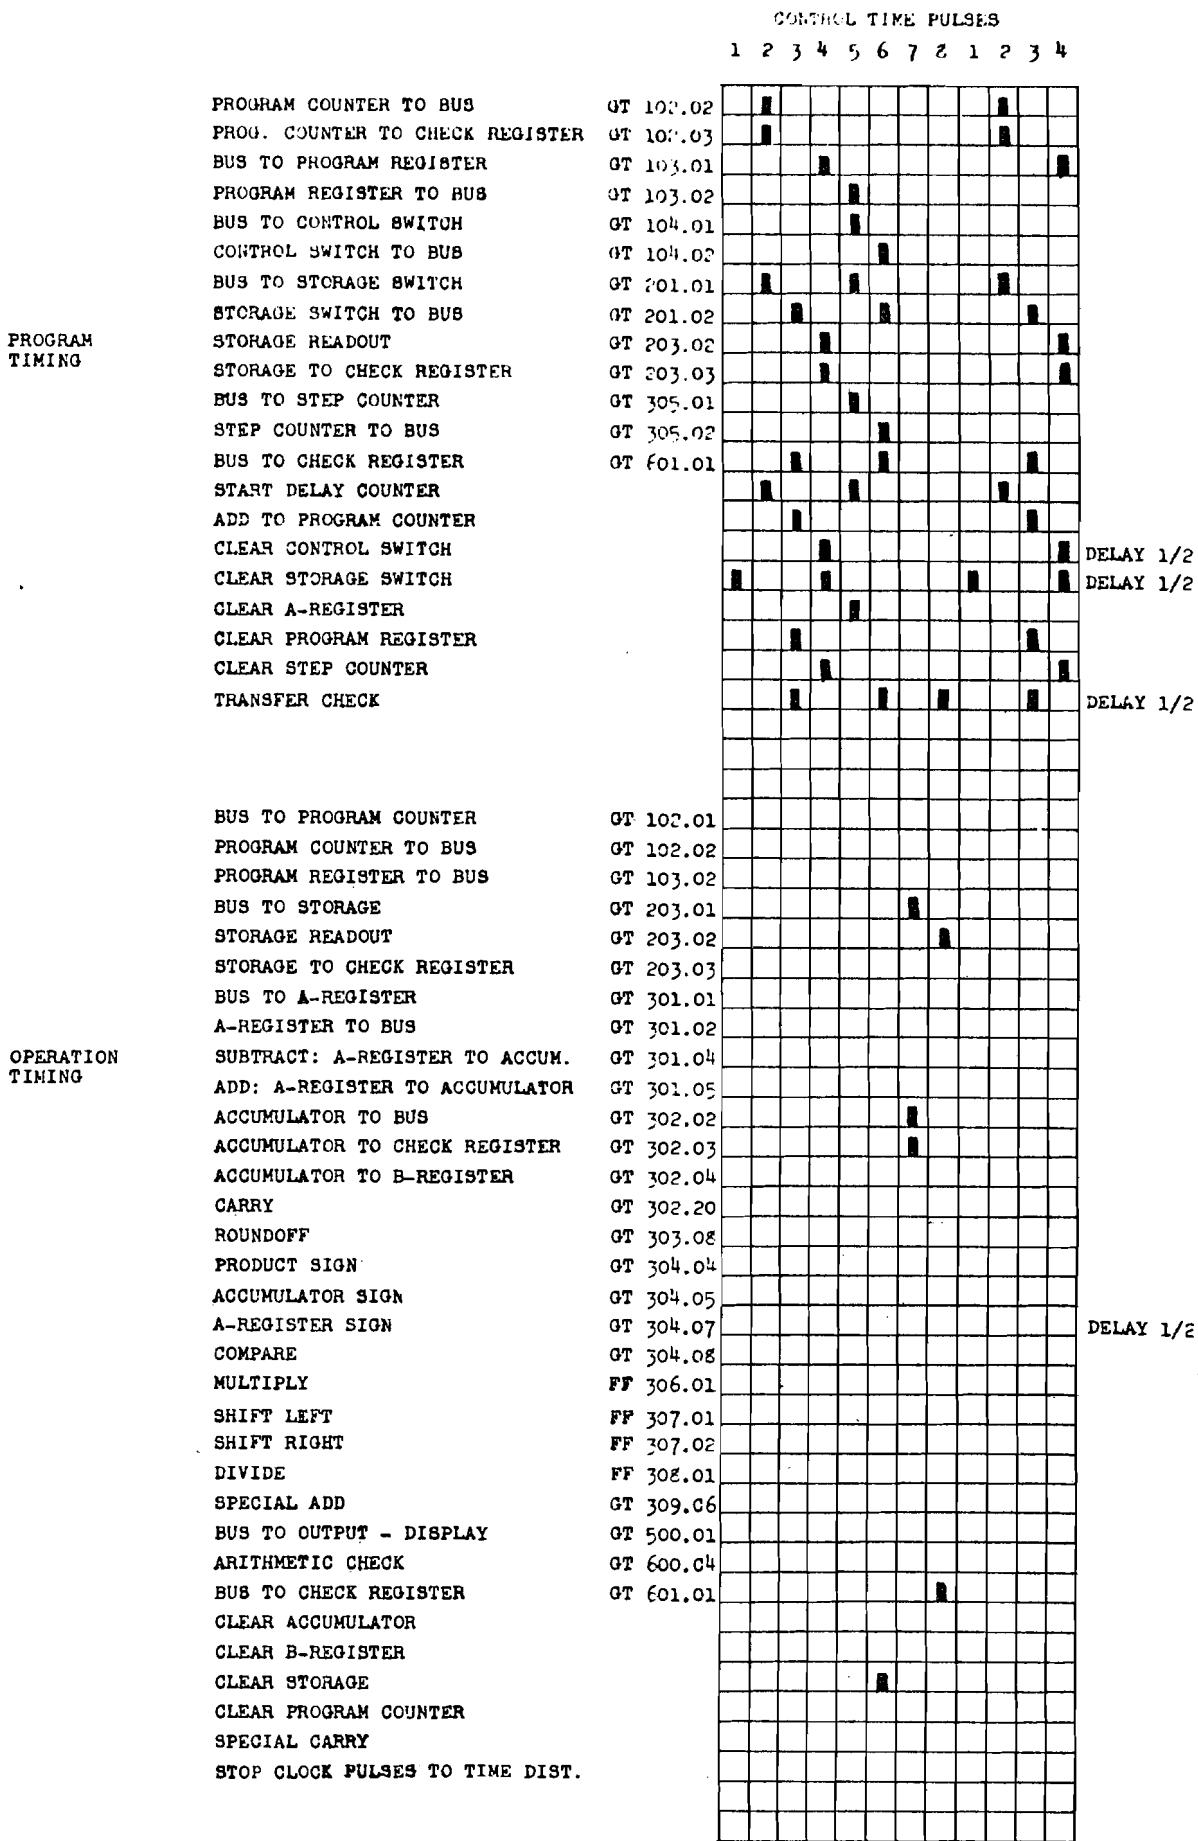 CONTROL TIME PULSES
1 2 3 4 5 6 7 8 1 2 3 4
PROGRAM COUNTER TO BUS GT 102.02
PROG. COUNTER TO CHECK REGISTER GT 102.03
BUS TO PROGRAM REGISTER GT 103.01
PROGRAM REGISTER TO BUS GT 103.02
BUS TO CONTROL SWITCH GT 104.01
CONTROL SWITCH TO BUS GT 104.02
BUS TO STORAGE SWITCH GT 201.01
STORAGE SWITCH TO BUS GT 201.02
PROGRAM TIMING
STORAGE READOUT GT 203.02
STORAGE TO CHECK REGISTER GT 203.03
BUS TO STEP COUNTER GT 305.01
STEP COUNTER TO BUS GT 305.02
BUS TO CHECK REGISTER GT 601.01
START DELAY COUNTER
ADD TO PROGRAM COUNTER
CLEAR CONTROL SWITCH DELAY 1/2
CLEAR STORAGE SWITCH DELAY 1/2
CLEAR A-REGISTER
CLEAR PROGRAM REGISTER
CLEAR STEP COUNTER
TRANSFER CHECK DELAY 1/2
BUS TO PROGRAM COUNTER GT 102.01
PROGRAM COUNTER TO BUS GT 102.02
PROGRAM REGISTER TO BUS GT 103.02
BUS TO STORAGE GT 203.01
STORAGE READOUT GT 203.02
STORAGE TO CHECK REGISTER GT 203.03
BUS TO A-REGISTER GT 301.01
A-REGISTER TO BUS GT 301.02
OPERATION TIMING
SUBTRACT: A-REGISTER TO ACCUM. GT 301.04
ADD: A-REGISTER TO ACCUMULATOR GT 301.05
ACCUMULATOR TO BUS GT 302.02
ACCUMULATOR TO CHECK REGISTER GT 302.03
ACCUMULATOR TO B-REGISTER GT 302.04
CARRY GT 302.20
ROUNDOFF GT 303.08
PRODUCT SIGN GT 304.04
ACCUMULATOR SIGN GT 304.05
A-REGISTER SIGN GT 304.07 DELAY 1/2
COMPARE GT 304.08
MULTIPLY FF 306.01
SHIFT LEFT FF 307.01
SHIFT RIGHT FF 307.02
DIVIDE FF 308.01
SPECIAL ADD GT 309.06
BUS TO OUTPUT - DISPLAY GT 500.01
ARITHMETIC CHECK GT 600.04
BUS TO CHECK REGISTER GT 601.01
CLEAR ACCUMULATOR
CLEAR B-REGISTER
CLEAR STORAGE
CLEAR PROGRAM COUNTER
SPECIAL CARRY
STOP CLOCK PULSES TO TIME DIST.